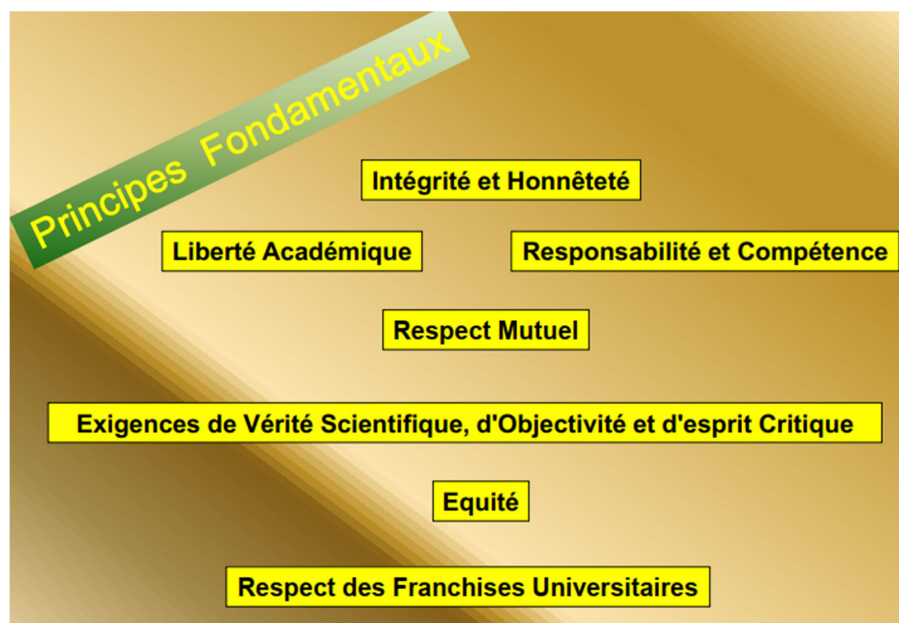 Principes Fondamentaux
Intégrité et Honnêteté
Liberté Académique
Responsabilité et Compétence
Respect Mutuel
Exigences de Vérité Scientifique, d'Objectivité et d'esprit Critique
Equité
Respect des Franchises Universitaires